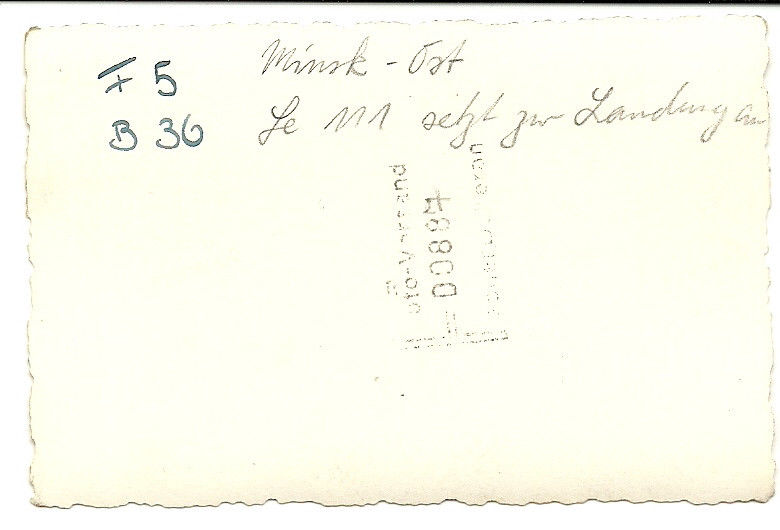 F 5
B 36
Minsk - Ost
He 111 setzt zur Landung an